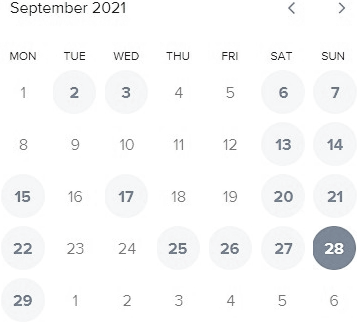 September 2021
MON TUE WED THU FRI SAT SUN
1 2 3 4 5 6 7
8 9 10 11 12 13 14
15 16 17 18 19 20 21
22 23 24 25 26 27 28
29 1 2 3 4 5 6